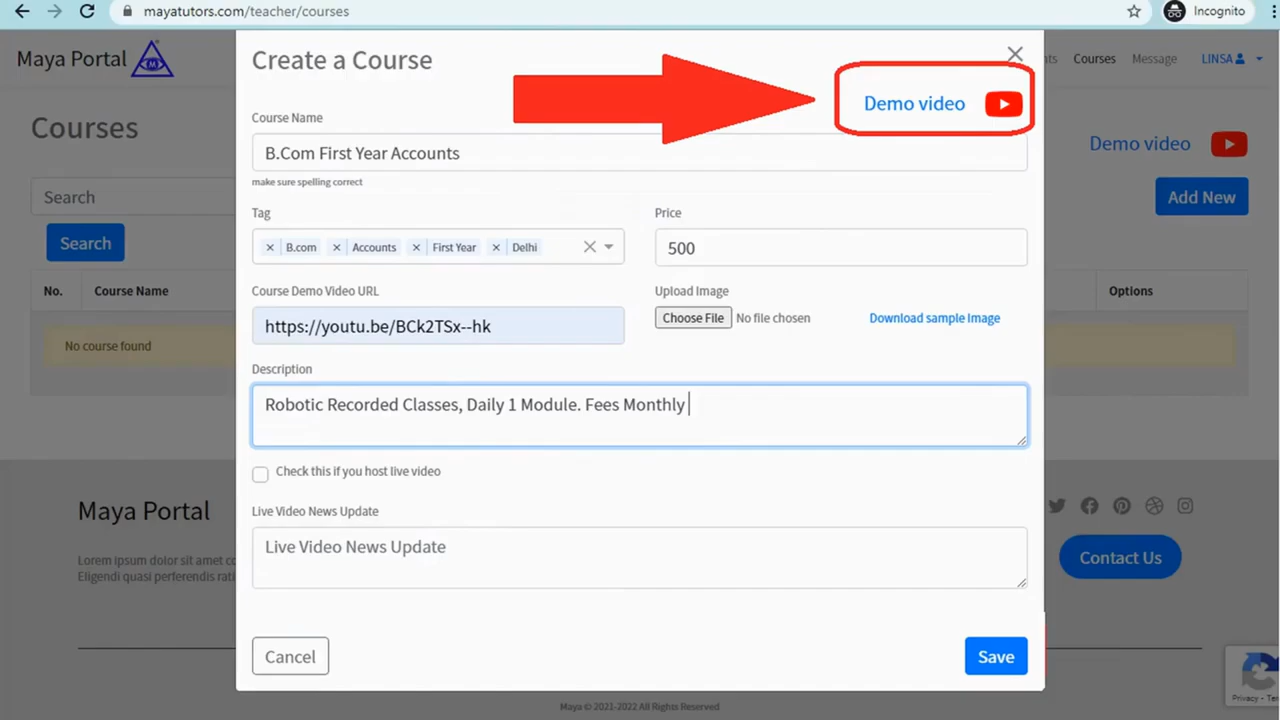 mayatutors.com/teacher/courses
Incognito
Maya Portal
Courses
Message
LINSA
Create a Course
Demo video
Course Name
B.Com First Year Accounts
make sure spelling correct
Courses
Demo video
Search
Add New
Search
Tag
Price
B.com
Accounts
First Year
Delhi
500
No.
Course Name
Options
Course Demo Video URL
https://youtu.be/BCk2TSx--hk
Upload Image
Choose File No file chosen
Download sample Image
No course found
Description
Robotic Recorded Classes, Daily 1 Module. Fees Monthly
Check this if you host live video
Live Video News Update
Live Video News Update
Maya Portal
Lorem ipsum dolor sit amet
Eligendi quasi perferendis
Contact Us
Cancel
Save
Maya © 2021-2022 All Rights Reserved
Privacy